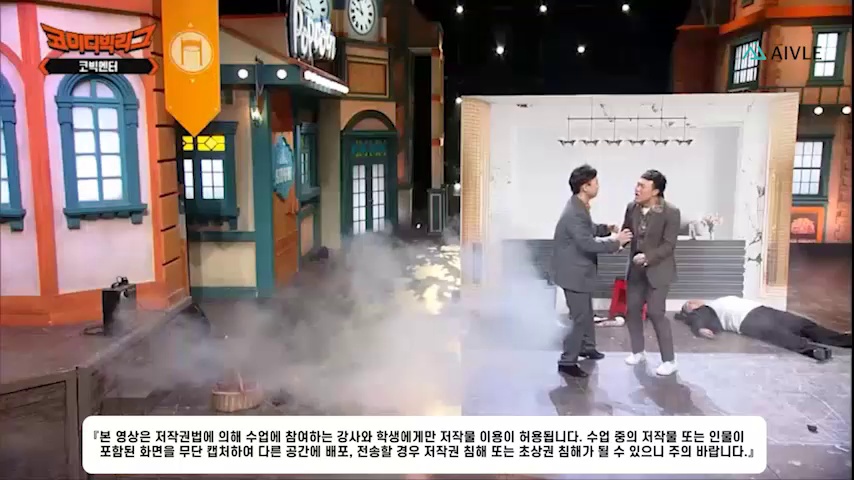 코미디빅리그
코빅멘터
Popcorn
AIVLE
『본 영상은 저작권법에 의해 수업에 참여하는 강사와 학생에게만 저작물 이용이 허용됩니다. 수업 중의 저작물 또는 인물이
포함된 화면을 무단 캡처하여 다른 공간에 배포, 전송할 경우 저작권 침해 또는 초상권 침해가 될 수 있으니 주의 바랍니다.』